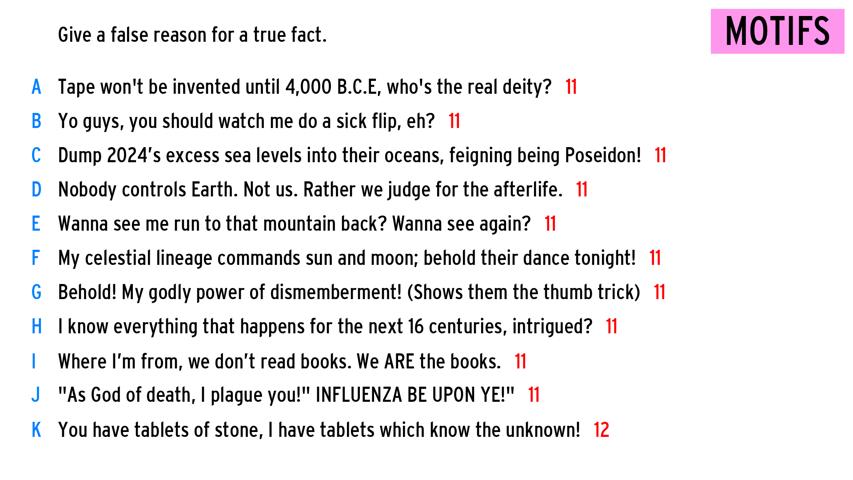 Give a false reason for a true fact.
MOTIFS
A Tape won't be invented until 4,000 B.C.E, who's the real deity? 11
B Yo guys, you should watch me do a sick flip, eh? 11
C Dump 2024's excess sea levels into their oceans, feigning being Poseidon! 11
D Nobody controls Earth. Not us. Rather we judge for the afterlife. 11
E Wanna see me run to that mountain back? Wanna see again? 11
F My celestial lineage commands sun and moon; behold their dance tonight! 11
G Behold! My godly power of dismemberment! (Shows them the thumb trick) 11
H I know everything that happens for the next 16 centuries, intrigued? 11
I Where I'm from, we don't read books. We ARE the books. 11
J "As God of death, I plague you!" INFLUENZA BE UPON YE!" 11
K You have tablets of stone, I have tablets which know the unknown! 12